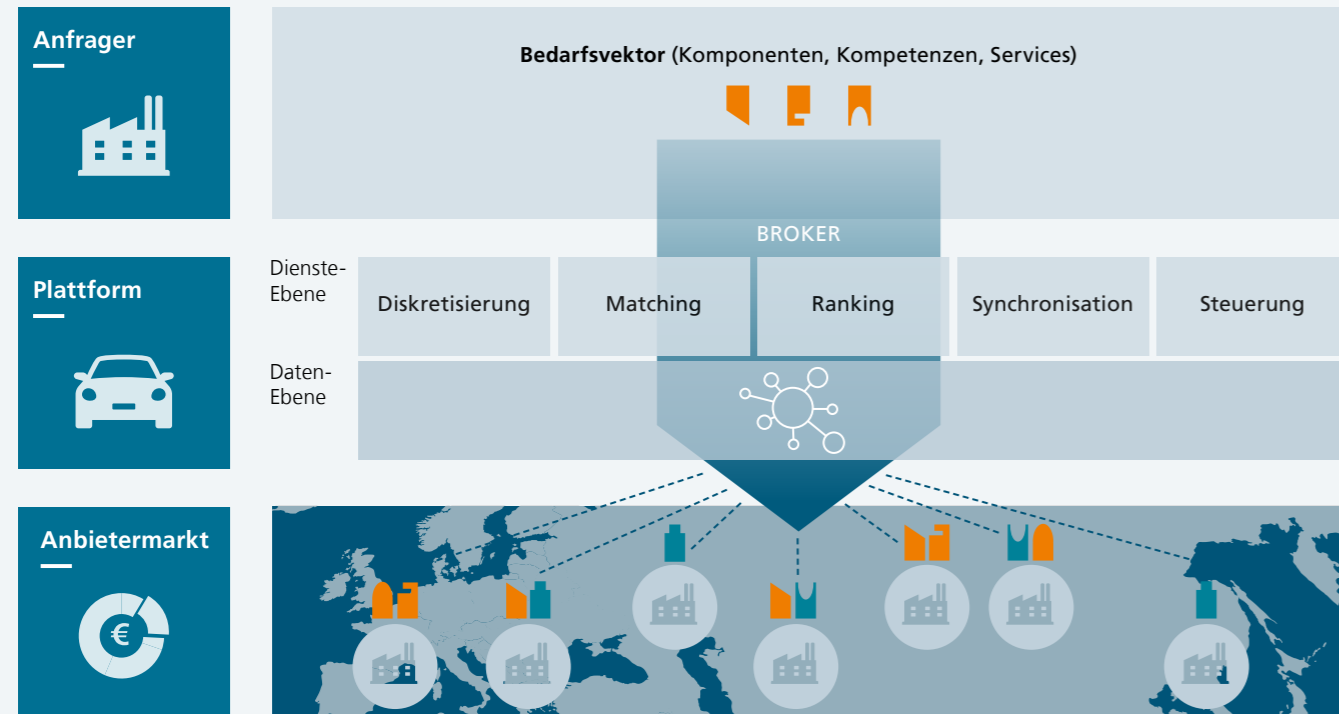 Anfrager
Bedarfsvektor (Komponenten, Kompetenzen, Services)
BROKER
Plattform
Dienste-
Ebene
Diskretisierung
Matching
Ranking
Synchronisation
Steuerung
Daten-
Ebene
Anbietermarkt
€